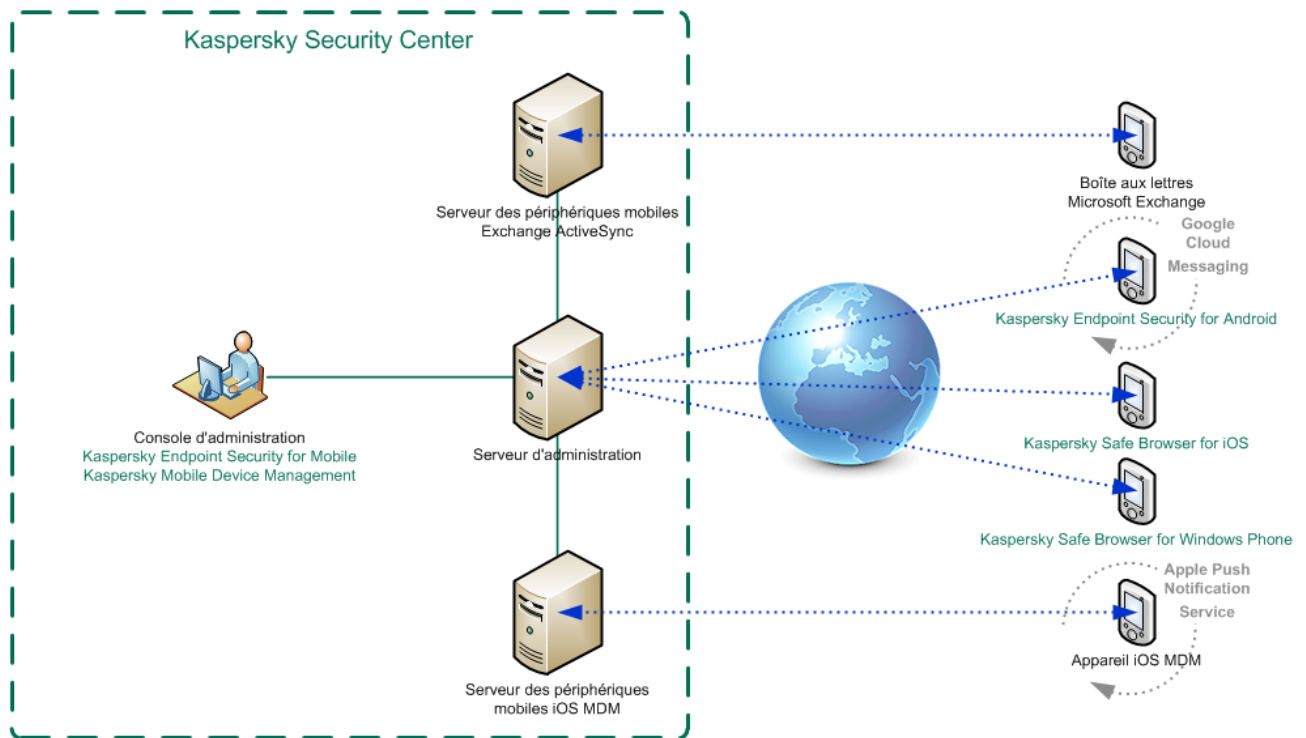 Kaspersky Security Center
Serveur des périphériques mobiles
Exchange ActiveSync
Boîte aux lettres
Microsoft Exchange
Google
Cloud
Messaging
Kaspersky Endpoint Security for Android
Console d'administration
Kaspersky Endpoint Security for Mobile
Kaspersky Mobile Device Management
Serveur d'administration
Kaspersky Safe Browser for iOS
Kaspersky Safe Browser for Windows Phone
Apple Push
Notification
Service
Appareil iOS MDM
Serveur des périphériques
mobiles iOS MDM